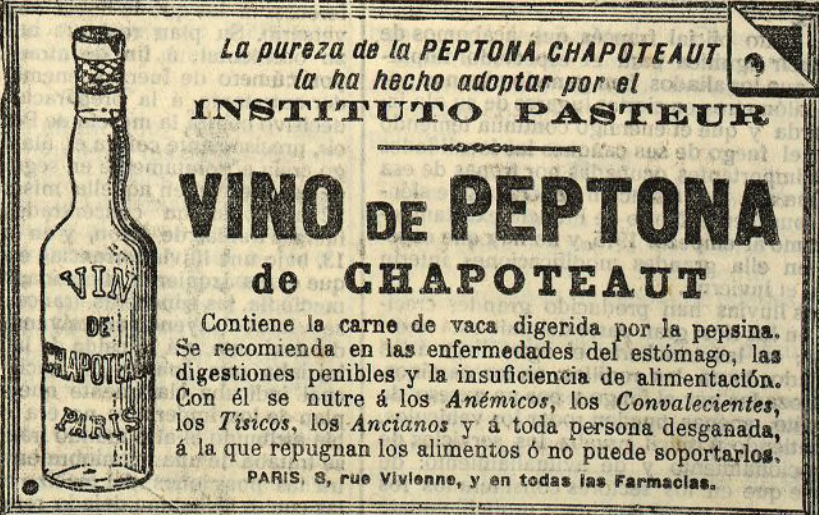 La pureza de la PEPTONA CHAPOTEAUT
la ha hecho adoptar por el
INSTITUTO PASTEUR
VINO DE PEPTONA
de CHAPOTEAUT
Contiene la carne de vaca digerida por la pepsina.
Se recomienda en las enfermedades del estómago, las
digestiones penibles y la insuficiencia de alimentación.
Con él se nutre á los Anémicos, los Convalecientes,
los Tísicos, los Ancianos y á toda persona desganada,
á la que repugnan los alimentos ó no puede soportarlos.
PARIS, 8, rue Vivienne, y en todas las Farmacias.
VIN
DE
CHAPOTEAUT
PARIS